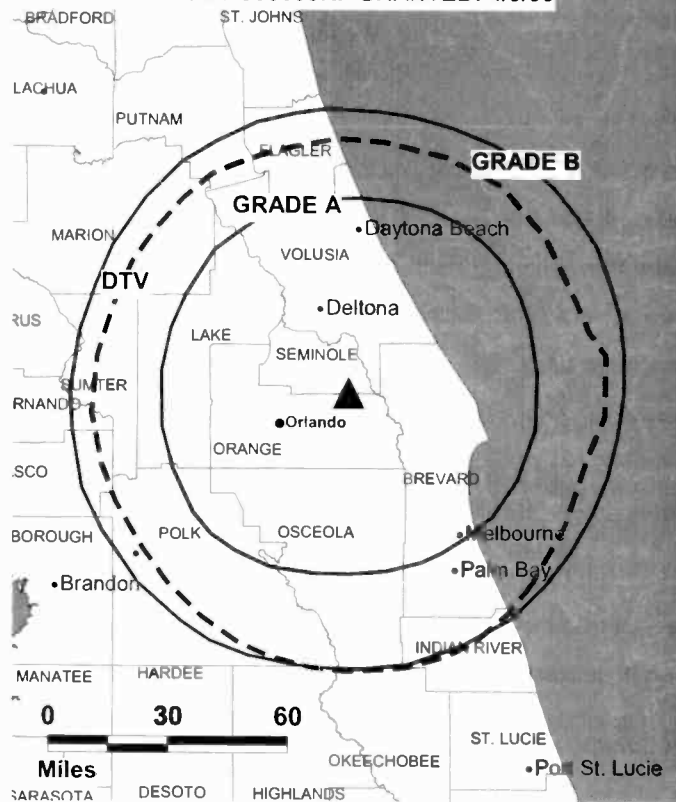 BRADFORD
ST. JOHNS
LACHUA
PUTNAM
FLAGLER
GRADE B
GRADE A
Daytona Beach
MARION
VOLUSIA
DTV
Deltona
RUS
LAKE
SEMINOLE
SUMTER
RNANDO
Orlando
ORANGE
SCO
BREVARD
BOROUGH
POLK
OSCEOLA
Melbourne
Palm Bay
Brandon
INDIAN RIVER
MANATEE
HARDEE
0 30 60
ST. LUCIE
OKEECHOBEE
Miles
Port St. Lucie
SARASOTA
DESOTO
HIGHLANDS